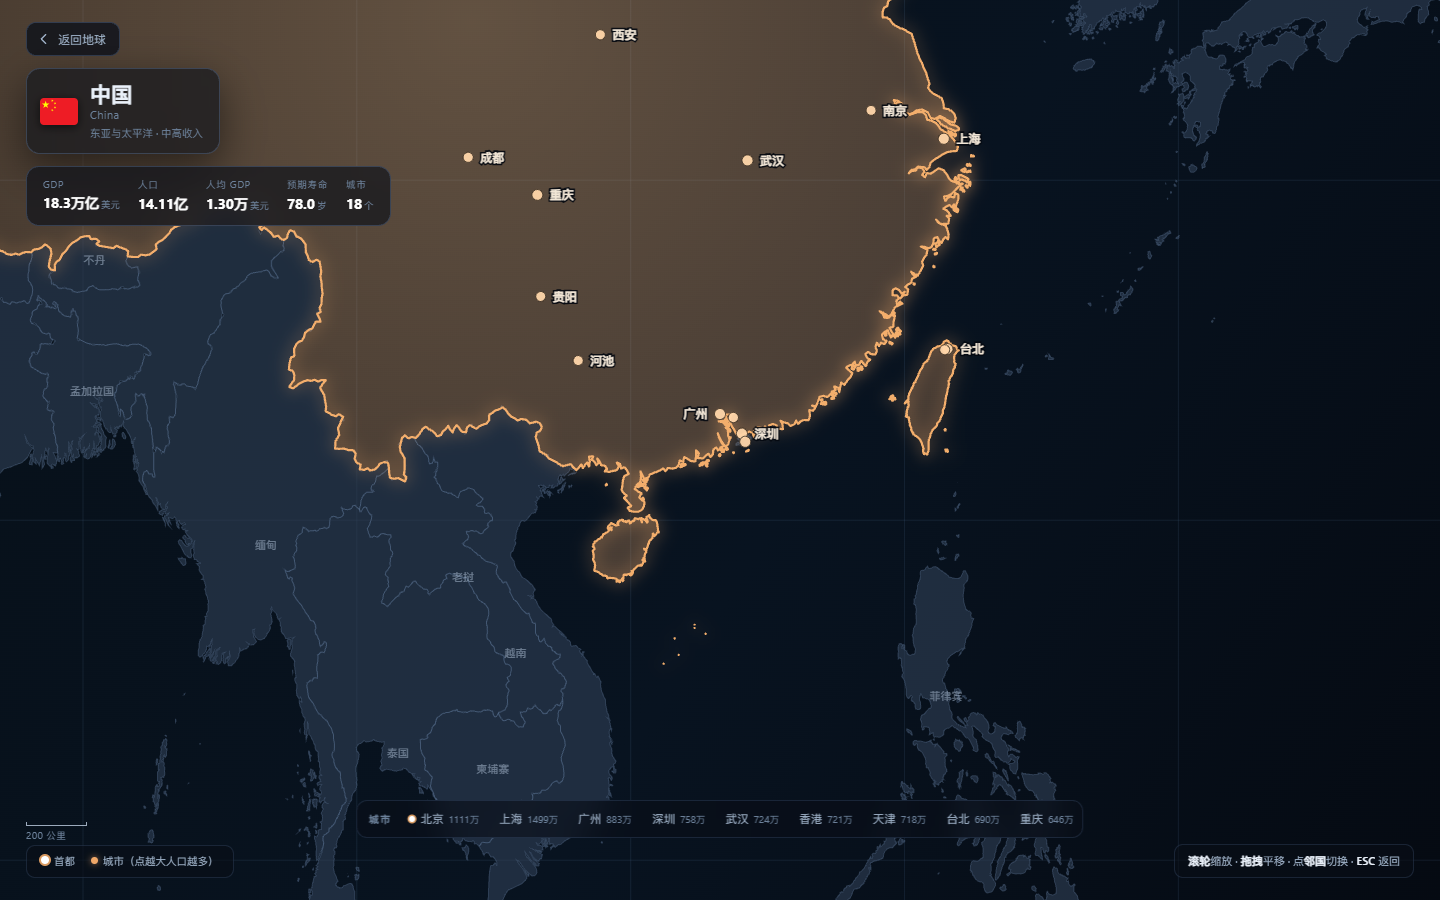 返回地球
中国
China
东亚与太平洋 · 中高收入
GDP 人口 人均 GDP 预期寿命 城市
18.3万亿 美元 14.11亿 1.30万 美元 78.0 岁 18 个
西安
南京
上海
成都
武汉
重庆
不丹
贵阳
台北
河池
孟加拉国
广州
深圳
缅甸
老挝
越南
菲律宾
泰国
柬埔寨
城市 北京 1111万 上海 1499万 广州 883万 深圳 758万 武汉 724万 香港 721万 天津 718万 台北 690万 重庆 646万
200 公里
首都 城市（点越大人口越多）
滚轮缩放 · 拖拽平移 · 点邻国切换 · ESC 返回